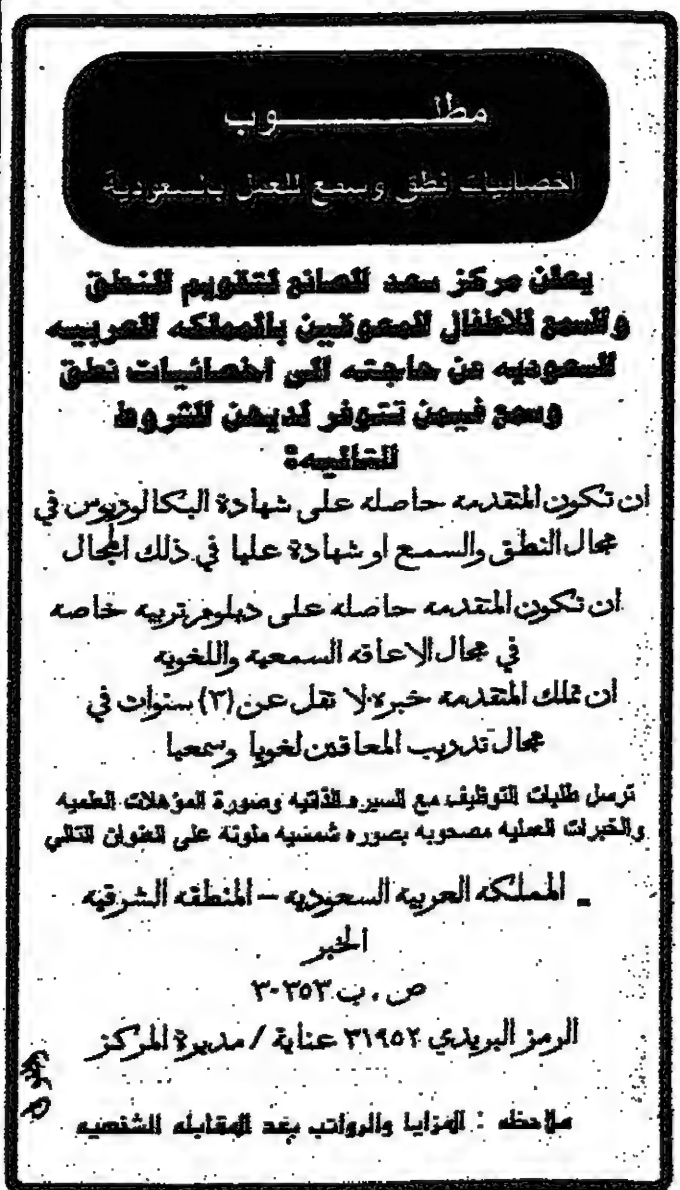 مطلـــــــوب
اخصائيات نطق وسمع للعمل بالسعودية
يعلن مركز سعد الصانع لتقويم النطق
والسمع للاطفال المعوقين بالمملكه العربيه
السعوديه عن حاجته الى اخصائيات نطق
وسمع فيمن تتوفر لديهن الشروط
التاليه:
ان تكون المتقدمه حاصله على شهادة البكالوريوس في
مجال النطق والسمع او شهادة عليا في ذلك المجال
ان تكون المتقدمه حاصله على دبلوم تربيه خاصه
في مجال الاعاقه السمعيه واللغويه
ان تملك المتقدمه خبره لا تقل عن (٣) سنوات في
مجال تدريب المعاقين لغويا وسمعيا
ترسل طلبات التوظيف مع السيره الذاتيه وصورة المؤهلات العلميه
والخبرات العمليه مصحوبه بصوره شمسيه ملونه على العنوان التالي
ـ المملكه العربيه السعوديه – المنطقه الشرقيه
الخبر
ص . ب ٣٠٣٥٣
الرمز البريدي ٣١٩٥٢ عناية / مديرة المركز
ملاحظه : المزايا والرواتب بعد المقابله الشخصيه